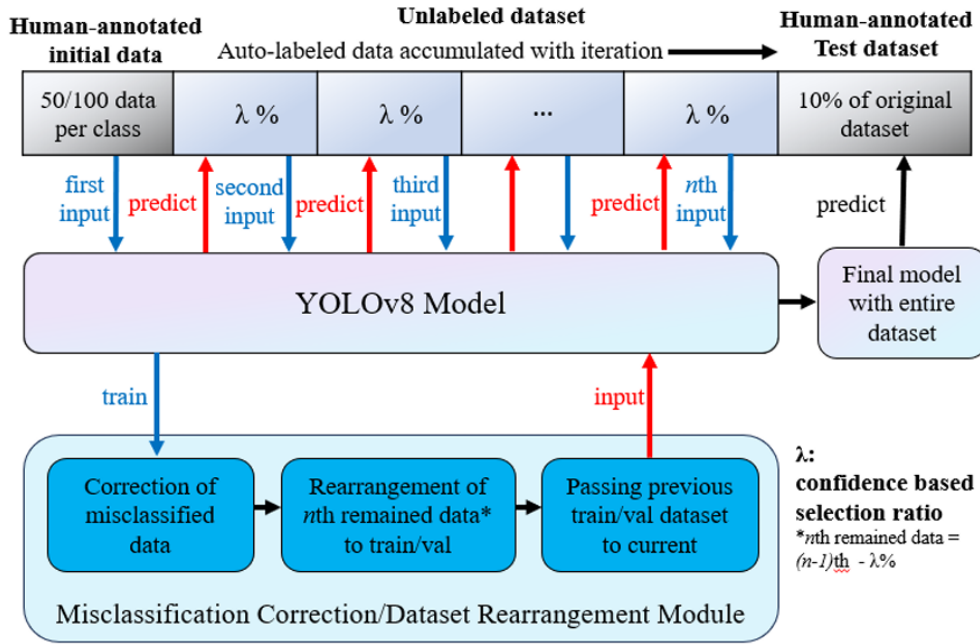 Human-annotated
initial data
Unlabeled dataset
Auto-labeled data accumulated with iteration
Human-annotated
Test dataset
50/100 data
per class
λ %
λ %
...
λ %
10% of original
dataset
first
input
predict
second
input
predict
third
input
predict
nth
input
predict
YOLOv8 Model
Final model
with entire
dataset
train
input
Correction of
misclassified
data
Rearrangement of
nth remained data*
to train/val
Passing previous
train/val dataset
to current
Misclassification Correction/Dataset Rearrangement Module
λ:
confidence based
selection ratio
*nth remained data =
(n-1)th - λ%